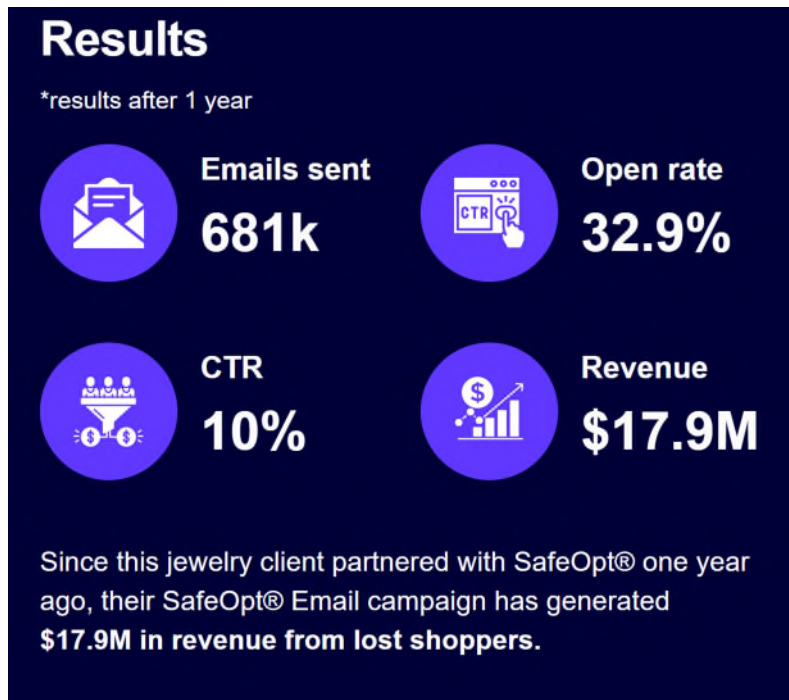 Results
*results after 1 year
Emails sent
681k
Open rate
32.9%
CTR
CTR
10%
Revenue
$17.9M
Since this jewelry client partnered with SafeOpt® one year
ago, their SafeOpt® Email campaign has generated
$17.9M in revenue from lost shoppers.